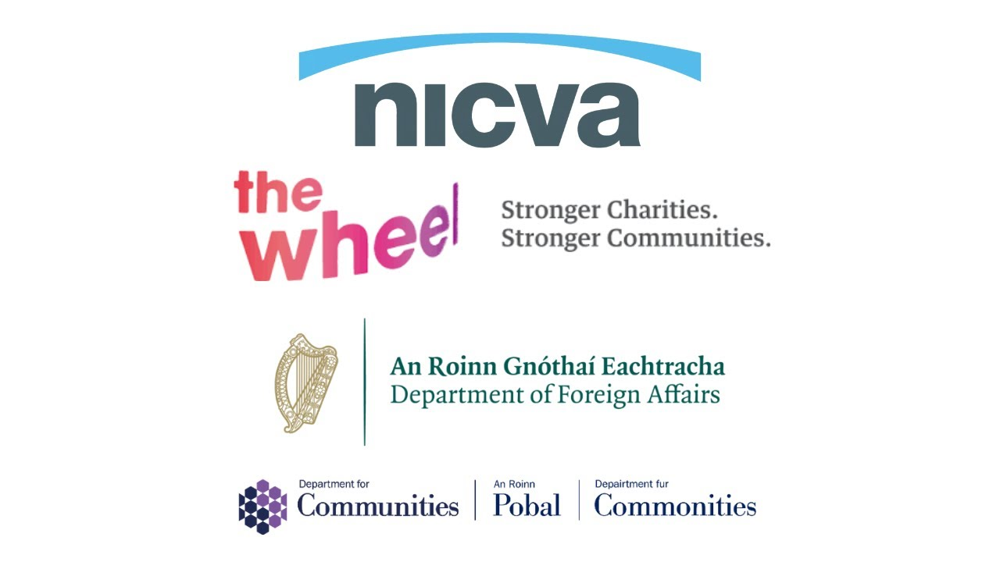 nicva
the
wheel
Stronger Charities.
Stronger Communities.
An Roinn Gnóthaí Eachtracha
Department of Foreign Affairs
Department for
Communities
An Roinn
Pobal
Depairtment fur
Commonities